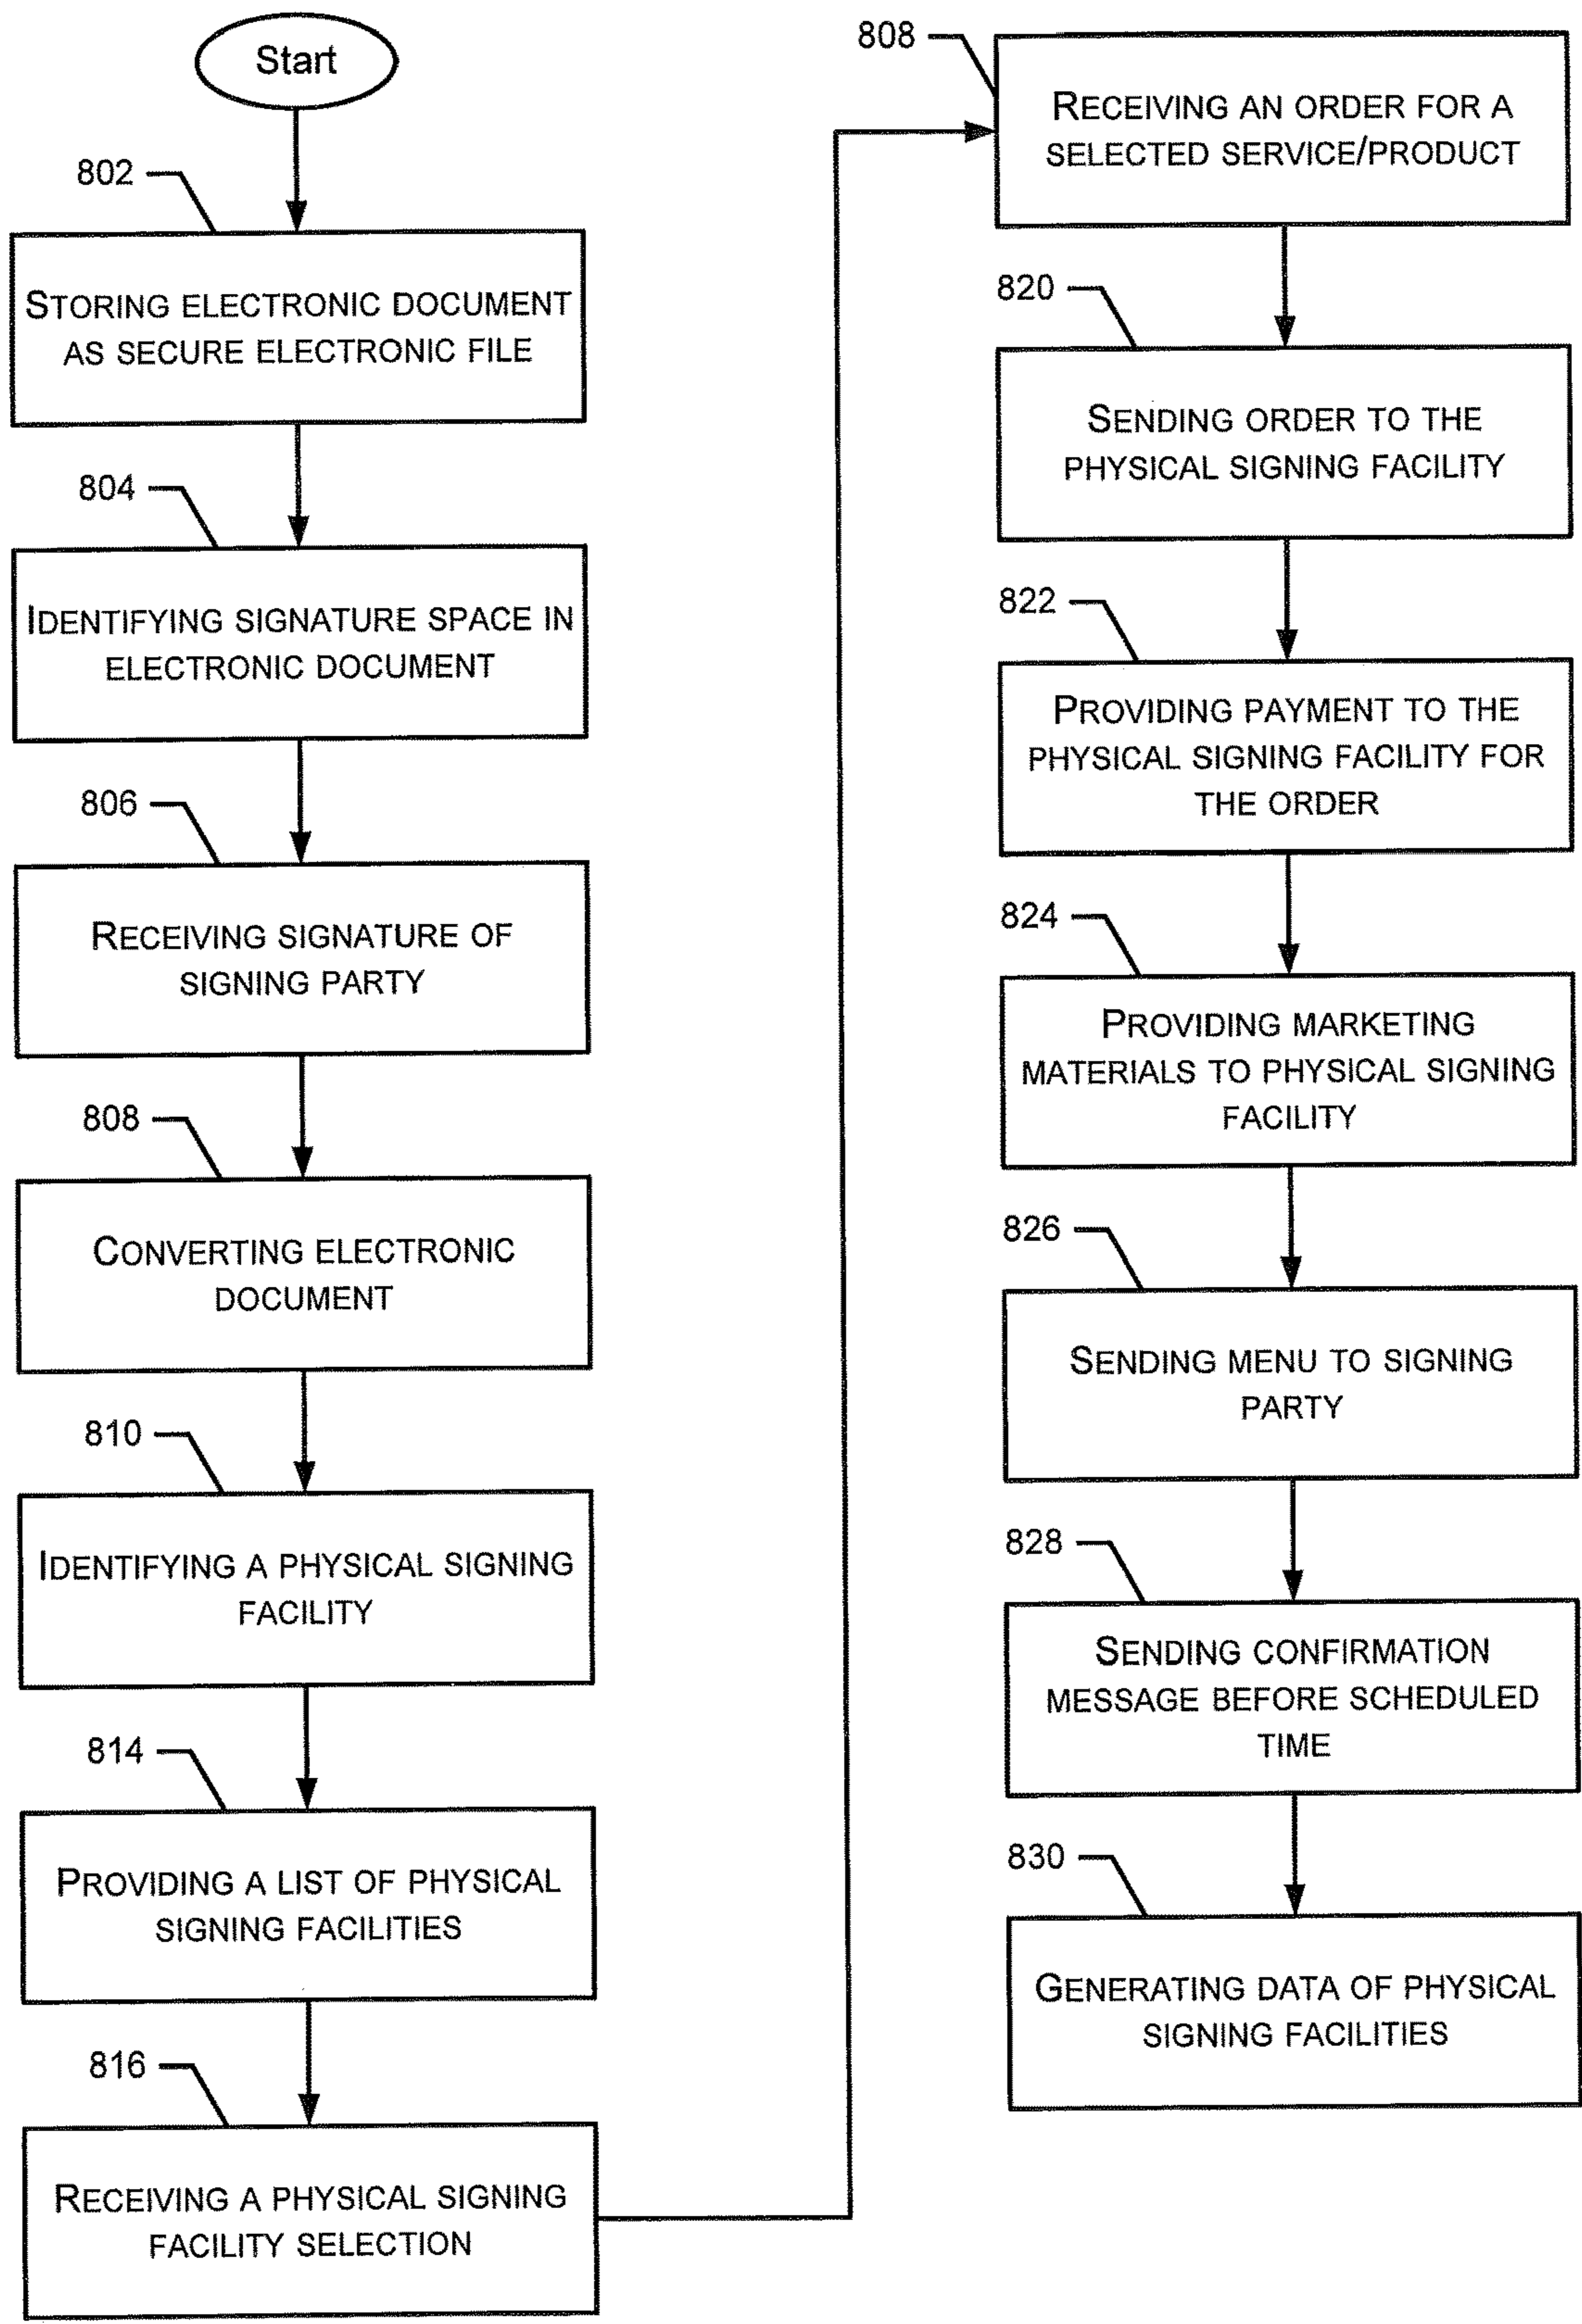 Start
802
STORING ELECTRONIC DOCUMENT
AS SECURE ELECTRONIC FILE
804
IDENTIFYING SIGNATURE SPACE IN
ELECTRONIC DOCUMENT
806
RECEIVING SIGNATURE OF
SIGNING PARTY
808
CONVERTING ELECTRONIC
DOCUMENT
810
IDENTIFYING A PHYSICAL SIGNING
FACILITY
814
PROVIDING A LIST OF PHYSICAL
SIGNING FACILITIES
816
RECEIVING A PHYSICAL SIGNING
FACILITY SELECTION
808
RECEIVING AN ORDER FOR A
SELECTED SERVICE/PRODUCT
820
SENDING ORDER TO THE
PHYSICAL SIGNING FACILITY
822
PROVIDING PAYMENT TO THE
PHYSICAL SIGNING FACILITY FOR
THE ORDER
824
PROVIDING MARKETING
MATERIALS TO PHYSICAL SIGNING
FACILITY
826
SENDING MENU TO SIGNING
PARTY
828
SENDING CONFIRMATION
MESSAGE BEFORE SCHEDULED
TIME
830
GENERATING DATA OF PHYSICAL
SIGNING FACILITIES